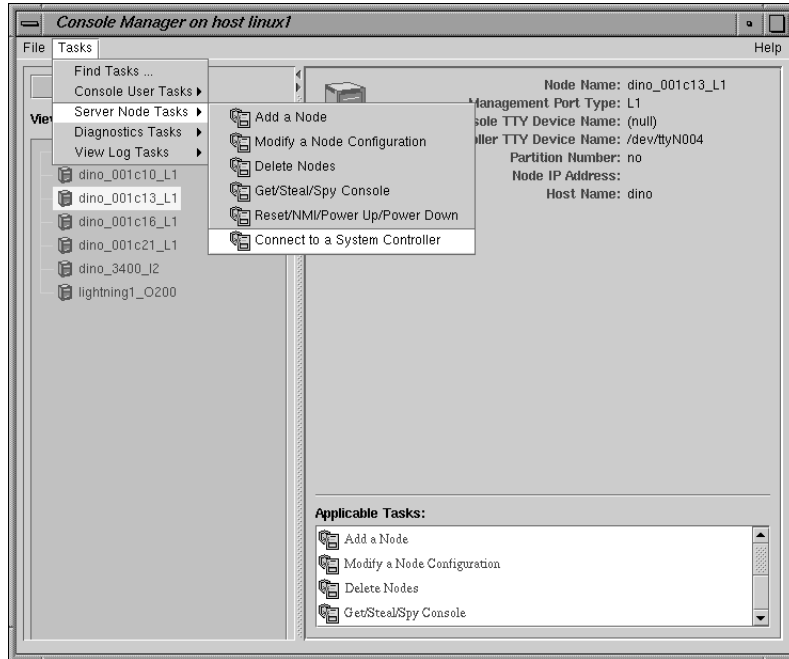 Console Manager on host linux1
File Tasks Help
Find Tasks ...
Console User Tasks
Server Node Tasks
Diagnostics Tasks
View Log Tasks
Add a Node
Modify a Node Configuration
Delete Nodes
Get/Steal/Spy Console
Reset/NMI/Power Up/Power Down
Connect to a System Controller
dino_001c10_L1
dino_001c13_L1
dino_001c16_L1
dino_001c21_L1
dino_3400_l2
lightning1_O200
Node Name: dino_001c13_L1
Management Port Type: L1
TTY Device Name: (null)
TTY Device Name: /dev/ttyN004
Partition Number: no
Node IP Address:
Host Name: dino
Applicable Tasks:
Add a Node
Modify a Node Configuration
Delete Nodes
Get/Steal/Spy Console